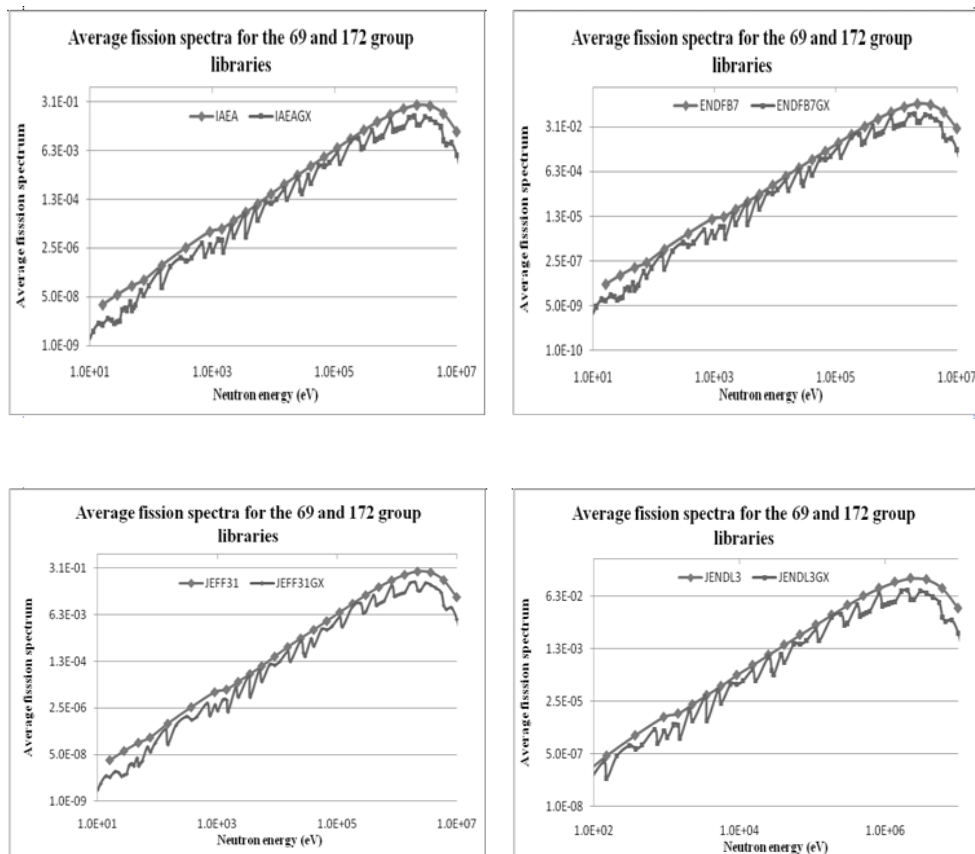 Average fission spectra for the 69 and 172 group
libraries
IAEA
IAEAGX
3.1E-01
6.3E-03
1.3E-04
2.5E-06
5.0E-08
1.0E-09
Average fisssion spectrum
1.0E+01 1.0E+03 1.0E+05 1.0E+07
Neutron energy (eV)
Average fission spectra for the 69 and 172 group
libraries
ENDFB7
ENDFB7GX
3.1E-02
6.3E-04
1.3E-05
2.5E-07
5.0E-09
1.0E-10
Average fisssion spectrum
1.0E+01 1.0E+03 1.0E+05 1.0E+07
Neutron energy (eV)
Average fission spectra for the 69 and 172 group
libraries
JEFF31
JEFF31GX
3.1E-01
6.3E-03
1.3E-04
2.5E-06
5.0E-08
1.0E-09
Average fisssion spectrum
1.0E+01 1.0E+03 1.0E+05 1.0E+07
Neutron energy (eV)
Average fission spectra for the 69 and 172 group
libraries
JENDL3
JENDL3GX
6.3E-02
1.3E-03
2.5E-05
5.0E-07
1.0E-08
Average fisssion spectrum
1.0E+02 1.0E+04 1.0E+06
Neutron energy (eV)